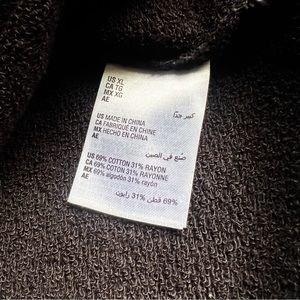 US XL
CA TG
MX XG
AE
كبير جدًا
US MADE IN CHINA
CA FABRIQUÉ EN CHINE
MX HECHO EN CHINA
AE
صنع في الصين
US 69% COTTON 31% RAYON
CA 69% COTON 31% RAYONNE
MX 69% algodón 31% rayón
AE
69% قطن 31% رايون